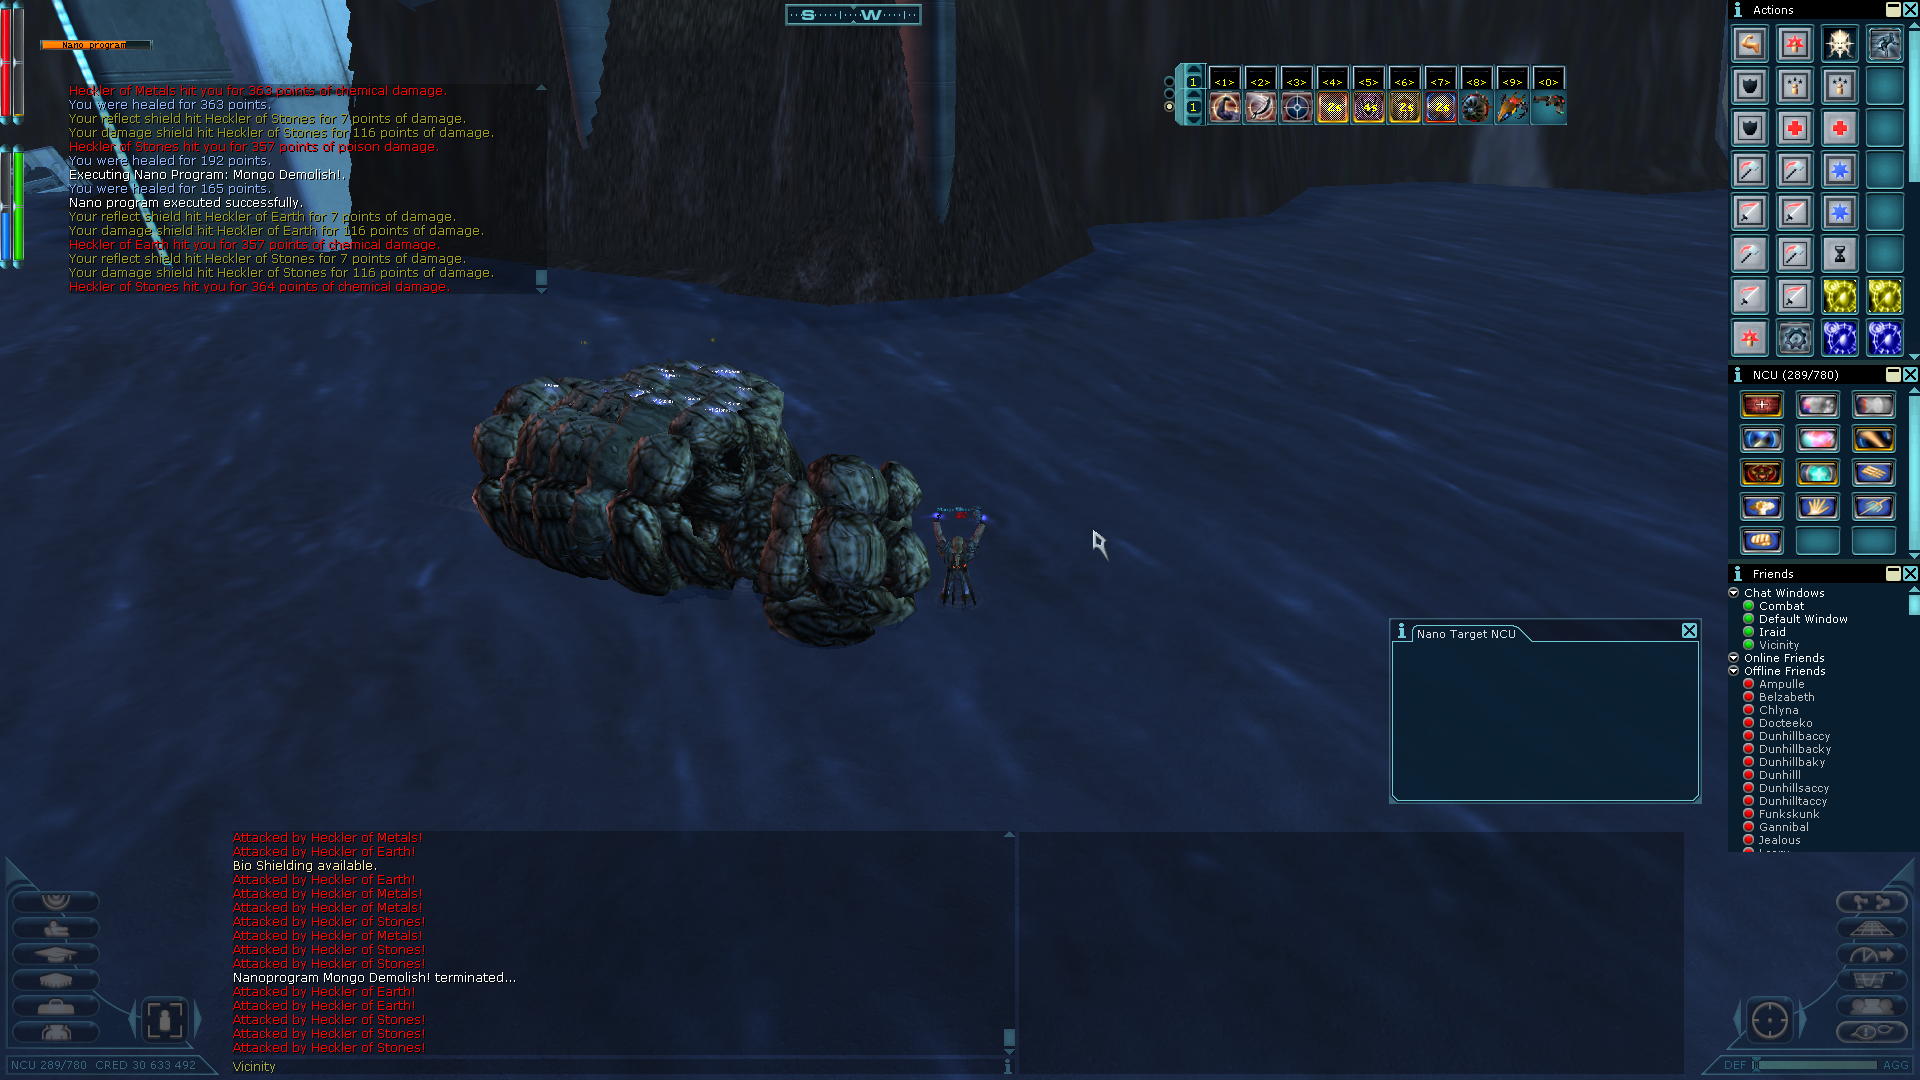 S W
Nano program
Heckler of Metals hit you for 363 points of chemical damage.
You were healed for 363 points.
Your reflect shield hit Heckler of Stones for 7 points of damage.
Your damage shield hit Heckler of Stones for 116 points of damage.
Heckler of Stones hit you for 357 points of poison damage.
You were healed for 192 points.
Executing Nano Program: Mongo Demolish!.
You were healed for 165 points.
Nano program executed successfully.
Your reflect shield hit Heckler of Earth for 7 points of damage.
Your damage shield hit Heckler of Earth for 116 points of damage.
Heckler of Earth hit you for 357 points of chemical damage.
Your reflect shield hit Heckler of Stones for 7 points of damage.
Your damage shield hit Heckler of Stones for 116 points of damage.
Heckler of Stones hit you for 364 points of chemical damage.
1 <1> <2> <3> <4> <5> <6> <7> <8> <9> <0>
1
Actions
NCU (289/780)
Friends
Chat Windows
Combat
Default Window
Iraid
Vicinity
Online Friends
Offline Friends
Ampulle
Belzabeth
Chlyna
Docteeko
Dunhillbaccy
Dunhillbacky
Dunhillbaky
Dunhilll
Dunhillsaccy
Dunhilltaccy
Funkskunk
Gannibal
Jealous
Nano Target NCU
Attacked by Heckler of Metals!
Attacked by Heckler of Earth!
Bio Shielding available.
Attacked by Heckler of Earth!
Attacked by Heckler of Metals!
Attacked by Heckler of Metals!
Attacked by Heckler of Stones!
Attacked by Heckler of Metals!
Attacked by Heckler of Stones!
Attacked by Heckler of Stones!
Nanoprogram Mongo Demolish! terminated...
Attacked by Heckler of Earth!
Attacked by Heckler of Earth!
Attacked by Heckler of Stones!
Attacked by Heckler of Stones!
Attacked by Heckler of Stones!
Vicinity
NCU 289/780 CRED 30 633 492
DEF AGG